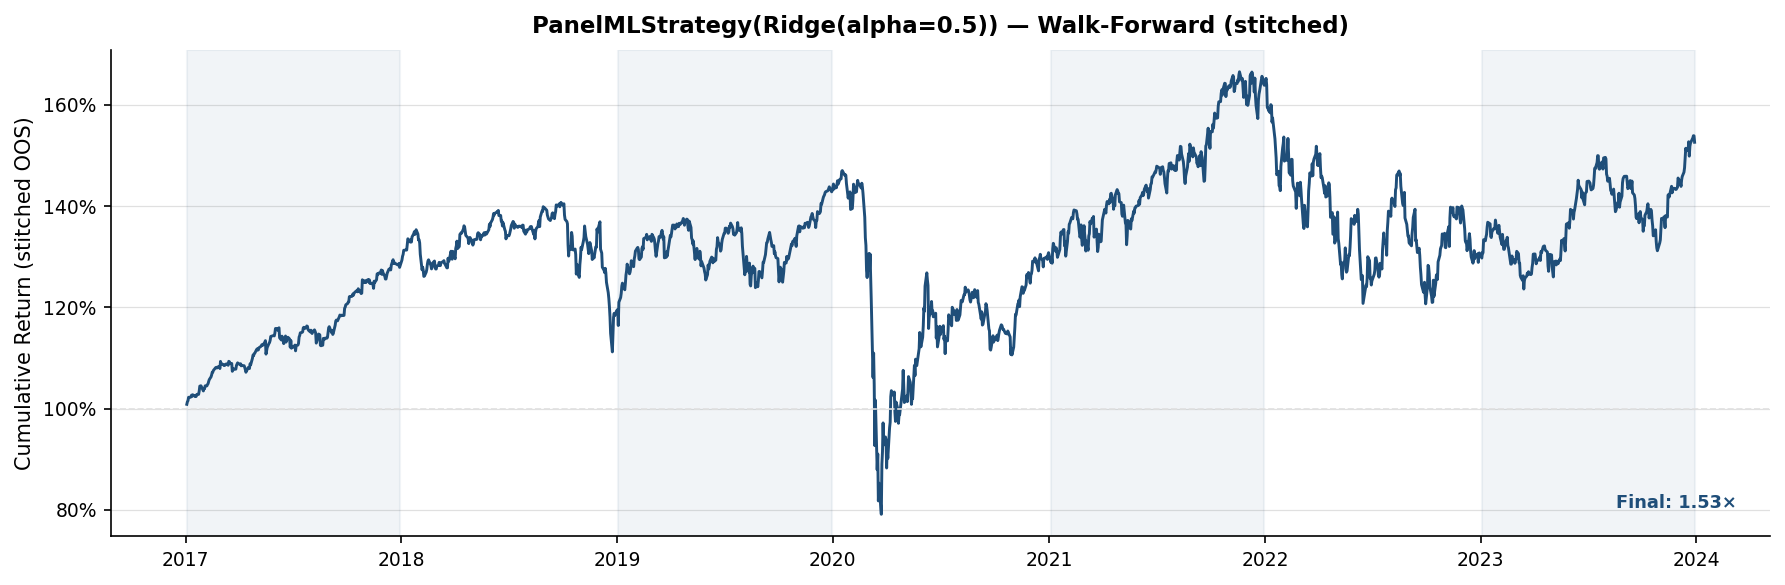 PanelMLStrategy(Ridge(alpha=0.5)) — Walk-Forward (stitched)
Cumulative Return (stitched OOS)
160%
140%
120%
100%
80%
Final: 1.53×
2017 2018 2019 2020 2021 2022 2023 2024